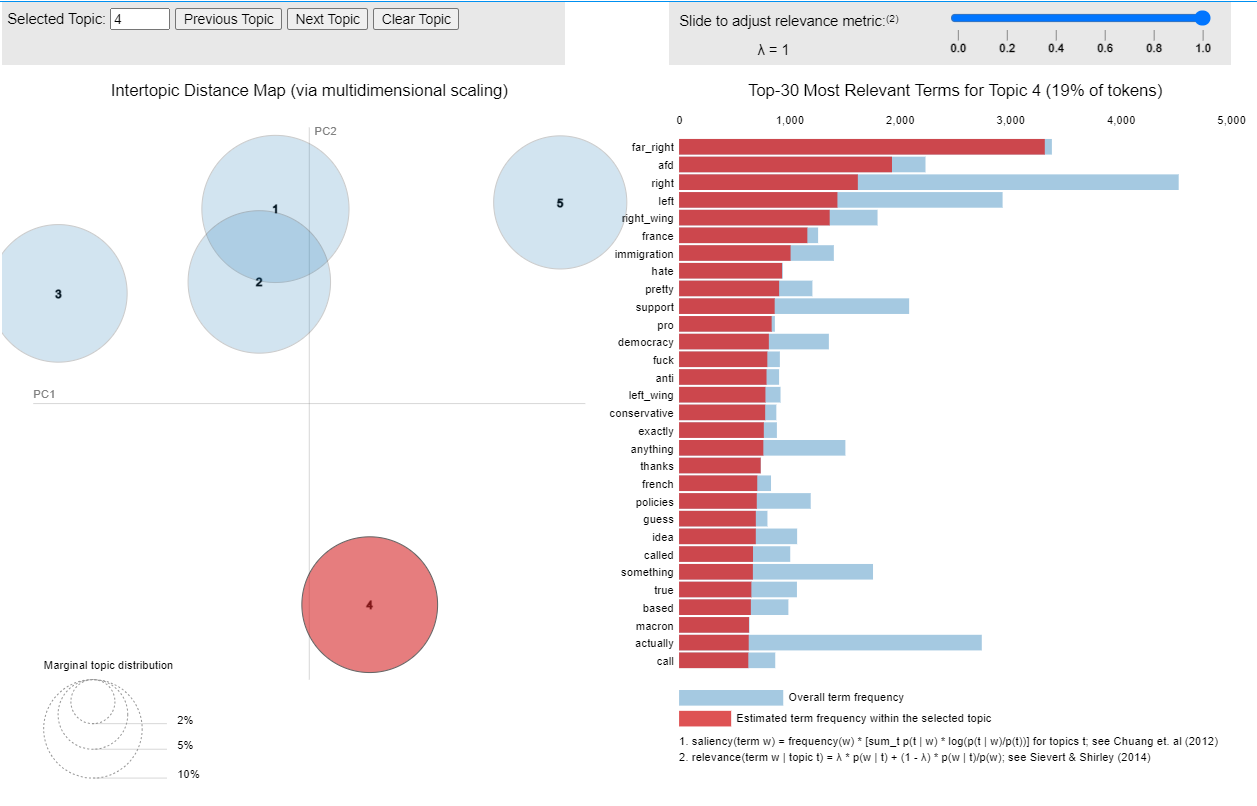 Selected Topic: 4 Previous Topic Next Topic Clear Topic
Slide to adjust relevance metric:(2)
λ = 1
0.0 0.2 0.4 0.6 0.8 1.0
Intertopic Distance Map (via multidimensional scaling)
PC2
PC1
1
2
3
4
5
Marginal topic distribution
2%
5%
10%
Top-30 Most Relevant Terms for Topic 4 (19% of tokens)
0 1,000 2,000 3,000 4,000 5,000
far_right
afd
right
left
right_wing
france
immigration
hate
pretty
support
pro
democracy
fuck
anti
left_wing
conservative
exactly
anything
thanks
french
policies
guess
idea
called
something
true
based
macron
actually
call
Overall term frequency
Estimated term frequency within the selected topic
1. saliency(term w) = frequency(w) * [sum_t p(t | w) * log(p(t | w)/p(t))] for topics t; see Chuang et. al (2012)
2. relevance(term w | topic t) = λ * p(w | t) + (1 - λ) * p(w | t)/p(w); see Sievert & Shirley (2014)